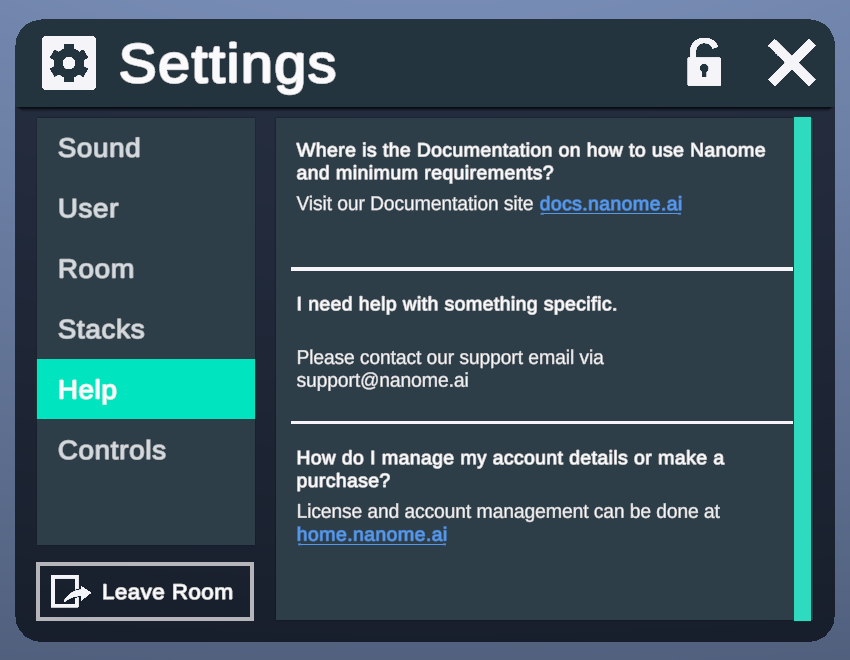 Settings
Sound
User
Room
Stacks
Help
Controls
Leave Room
Where is the Documentation on how to use Nanome
and minimum requirements?
Visit our Documentation site docs.nanome.ai
I need help with something specific.
Please contact our support email via
support@nanome.ai
How do I manage my account details or make a
purchase?
License and account management can be done at
home.nanome.ai